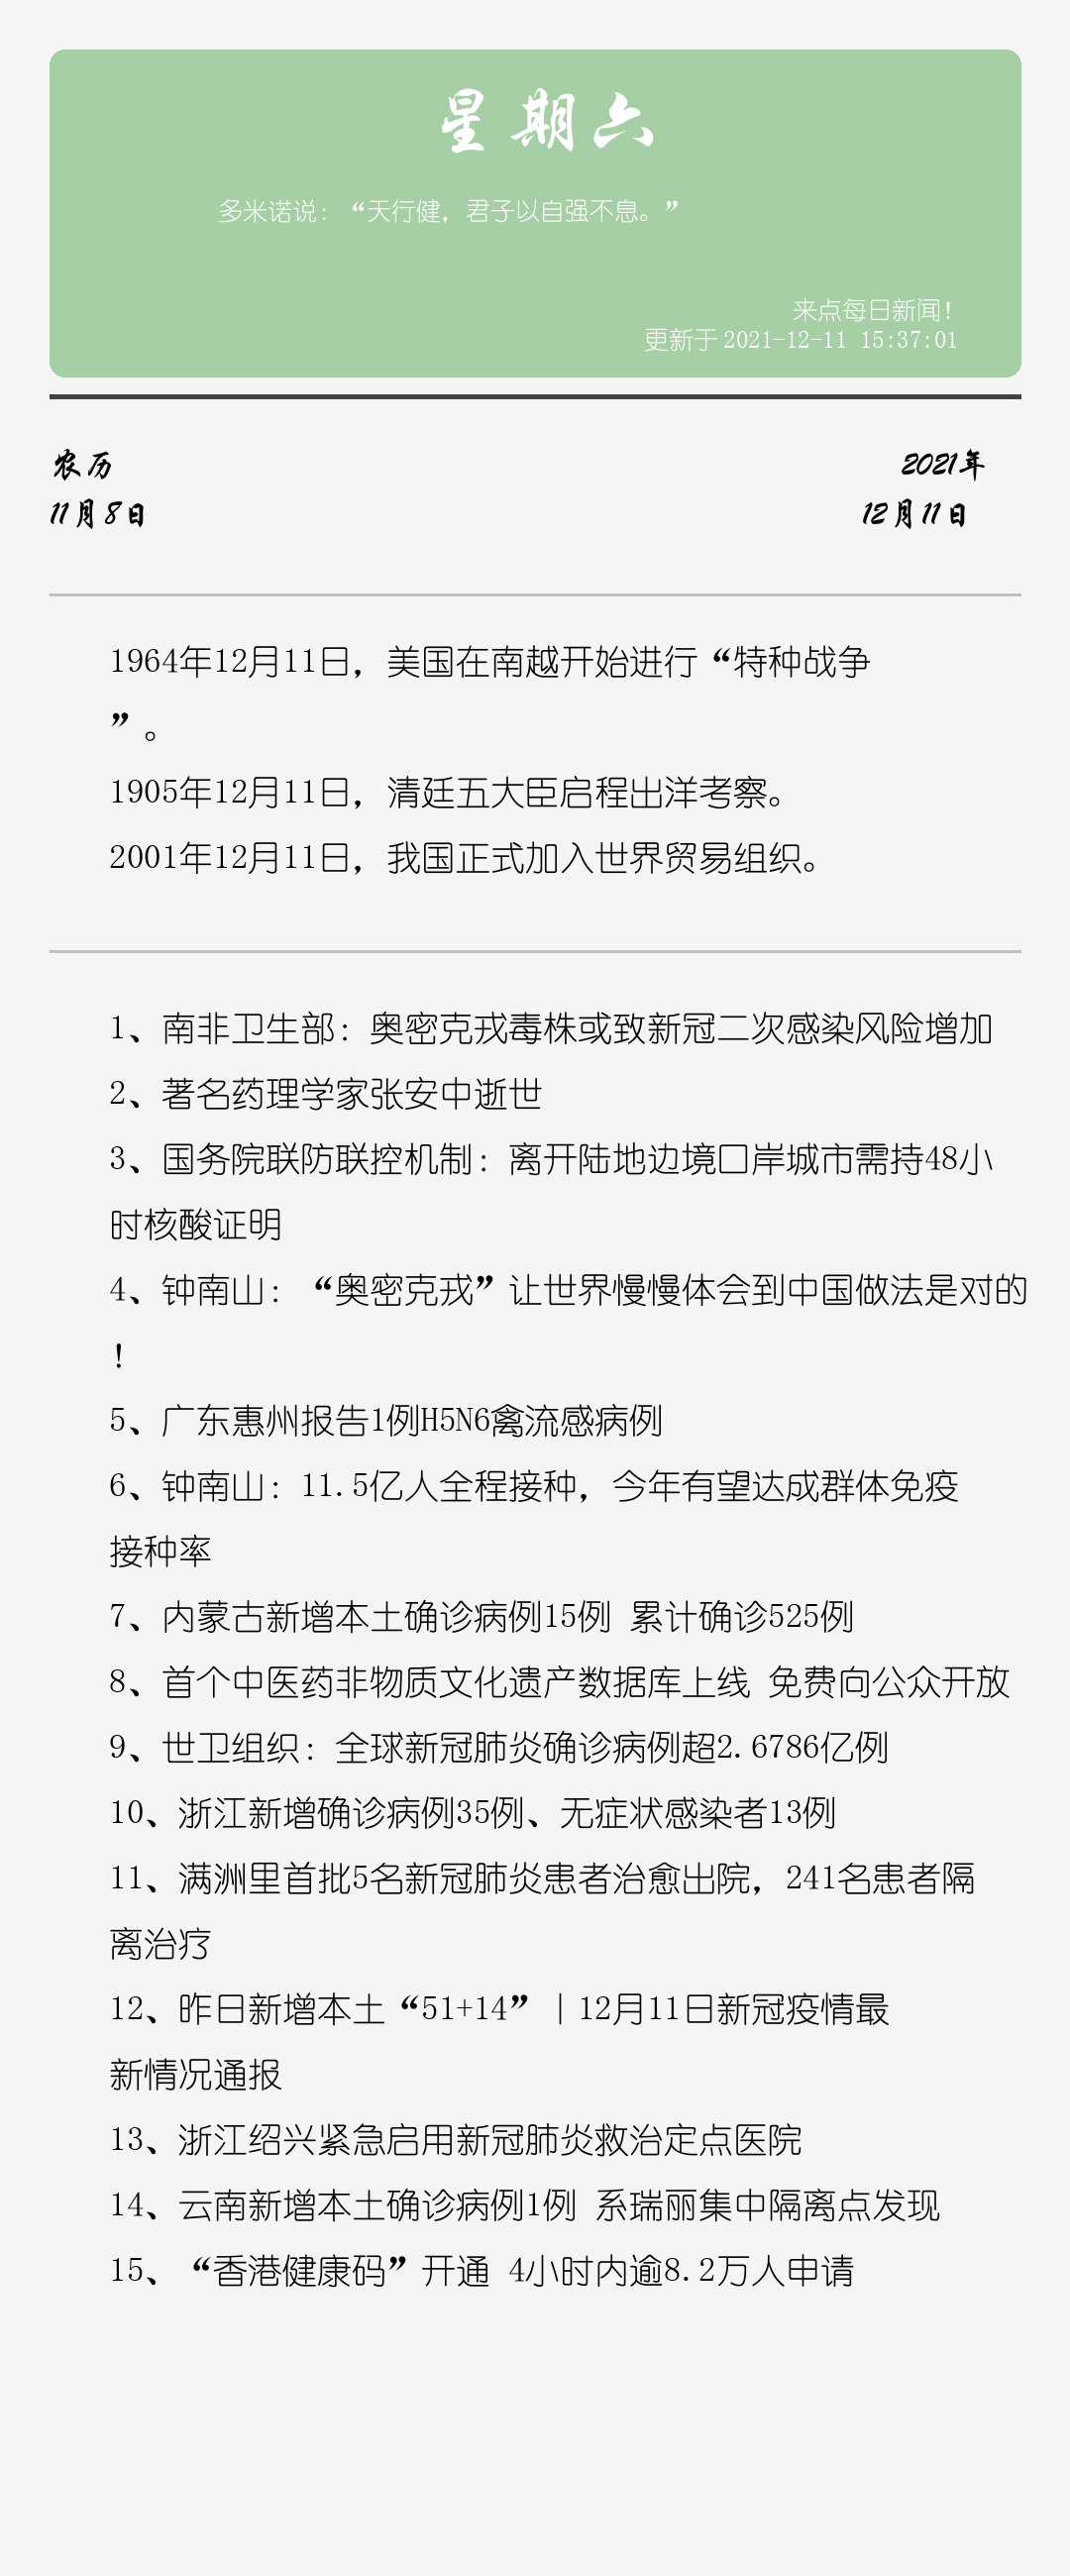 星期六
多米诺说：“天行健，君子以自强不息。”
来点每日新闻！
更新于 2021-12-11 15:37:01
农历
2021年
11月8日
12月11日
1964年12月11日，美国在南越开始进行“特种战争
”。
1905年12月11日，清廷五大臣启程出洋考察。
2001年12月11日，我国正式加入世界贸易组织。
1、南非卫生部：奥密克戎毒株或致新冠二次感染风险增加
2、著名药理学家张安中逝世
3、国务院联防联控机制：离开陆地边境口岸城市需持48小
时核酸证明
4、钟南山：“奥密克戎”让世界慢慢体会到中国做法是对的
！
5、广东惠州报告1例H5N6禽流感病例
6、钟南山：11.5亿人全程接种，今年有望达成群体免疫
接种率
7、内蒙古新增本土确诊病例15例 累计确诊525例
8、首个中医药非物质文化遗产数据库上线 免费向公众开放
9、世卫组织：全球新冠肺炎确诊病例超2.6786亿例
10、浙江新增确诊病例35例、无症状感染者13例
11、满洲里首批5名新冠肺炎患者治愈出院，241名患者隔
离治疗
12、昨日新增本土“51+14”｜12月11日新冠疫情最
新情况通报
13、浙江绍兴紧急启用新冠肺炎救治定点医院
14、云南新增本土确诊病例1例 系瑞丽集中隔离点发现
15、“香港健康码”开通 4小时内逾8.2万人申请